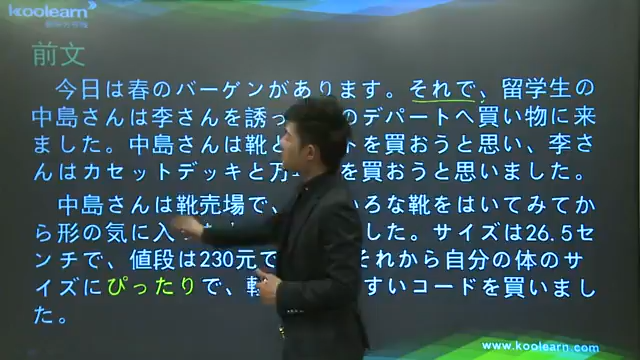 koolearn
前文
今日は春のバーゲンがあります。それで、留学生の
中島さんは李さんを誘っ のデパートへ買い物に来
ました。中島さんは靴と トを買おうと思い、李さ
んはカセットデッキと万 を買おうと思いました。
中島さんは靴売場で、 いろな靴をはいてみてか
ら形の気に入っ した。サイズは26.5セ
ンチで、値段は230元で それから自分の体のサ
イズにぴったりで、軽 すいコードを買いまし
た。
www.koolearn.com